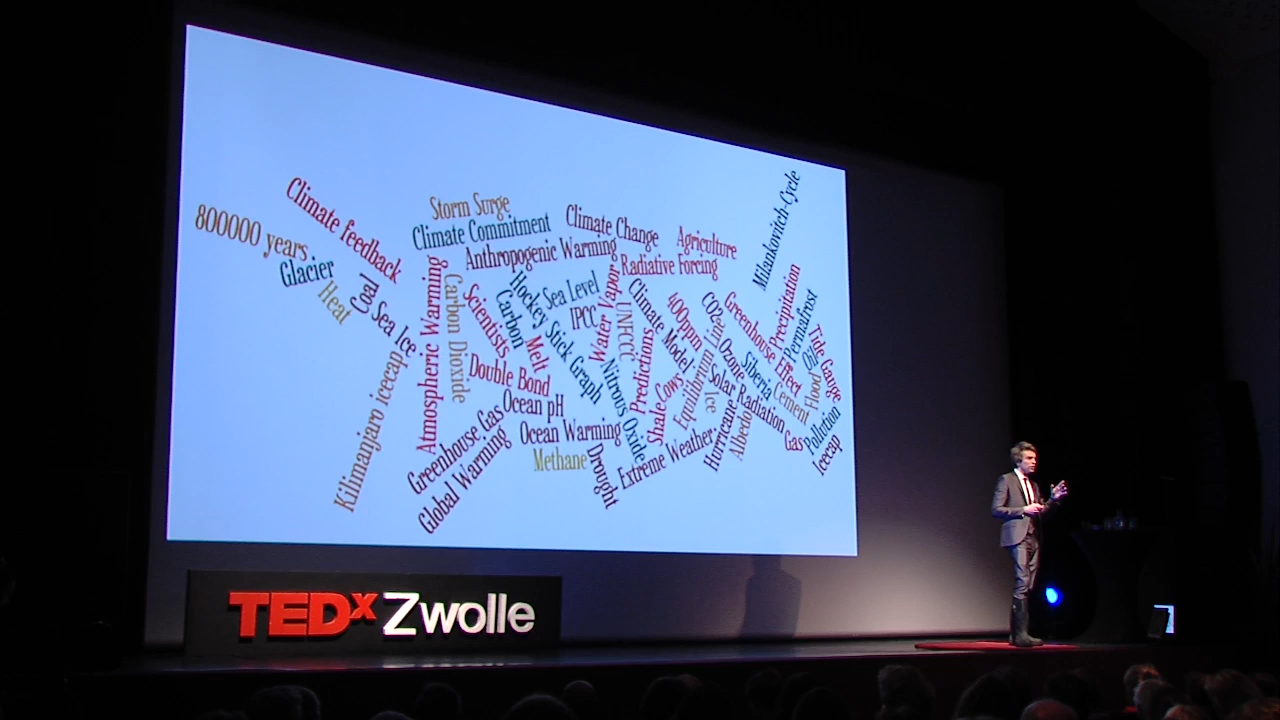 Climate feedback
800000 years
Glacier
Heat
Fog
Sea Ice
Kilimanjaro icecap
Storm Surge
Climate Commitment
Anthropogenic Warming
Climate Change
Agriculture
Radiative Forcing
Milankovitch-Cycle
Atmospheric Warming
Carbon Dioxide
Scientists
Carbon
Hockey Stick Graph
Sea Level
IPCC
Water Vapor
UNFCCC
Climate Model
400ppm
CO2
Greenhouse Effect
Precipitation
Permafrost
Tide Gauge
Oil
Melt
Double Bond
Ocean pH
Nitrous Oxide
Predictions
Shale
Cows
Equilibrium Line
Ozone
Siberia
Cement
Flood
Ice
Solar Radiation
Greenhouse Gas
Global Warming
Ocean Warming
Methane
Drought
Extreme Weather
Hurricane
Albedo
Gas
Pollution
Icecap
TEDx Zwolle